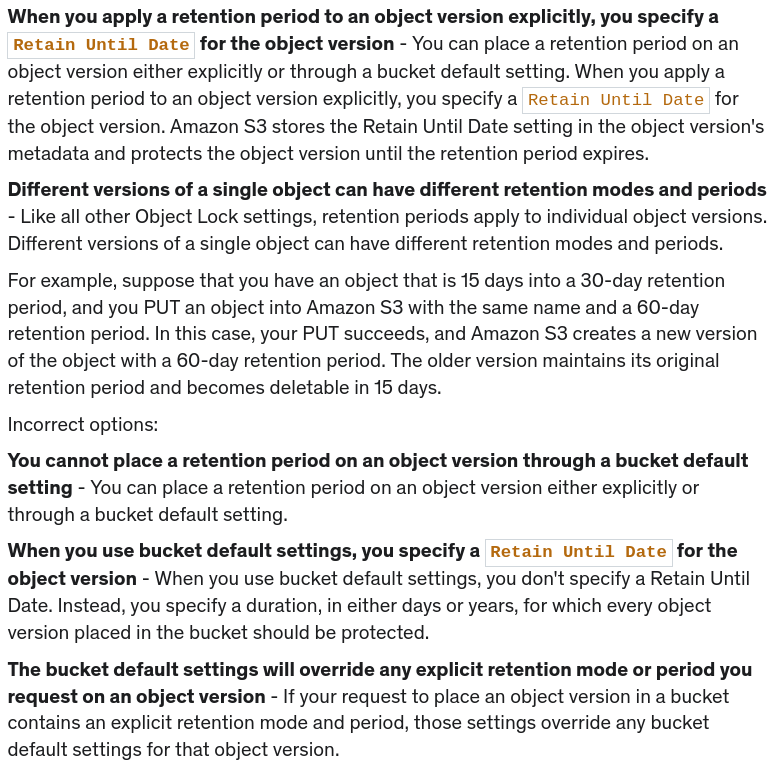 When you apply a retention period to an object version explicitly, you specify a
Retain Until Date for the object version - You can place a retention period on an
object version either explicitly or through a bucket default setting. When you apply a
retention period to an object version explicitly, you specify a Retain Until Date for
the object version. Amazon S3 stores the Retain Until Date setting in the object version's
metadata and protects the object version until the retention period expires.
Different versions of a single object can have different retention modes and periods
- Like all other Object Lock settings, retention periods apply to individual object versions.
Different versions of a single object can have different retention modes and periods.
For example, suppose that you have an object that is 15 days into a 30-day retention
period, and you PUT an object into Amazon S3 with the same name and a 60-day
retention period. In this case, your PUT succeeds, and Amazon S3 creates a new version
of the object with a 60-day retention period. The older version maintains its original
retention period and becomes deletable in 15 days.
Incorrect options:
You cannot place a retention period on an object version through a bucket default
setting - You can place a retention period on an object version either explicitly or
through a bucket default setting.
When you use bucket default settings, you specify a Retain Until Date for the
object version - When you use bucket default settings, you don't specify a Retain Until
Date. Instead, you specify a duration, in either days or years, for which every object
version placed in the bucket should be protected.
The bucket default settings will override any explicit retention mode or period you
request on an object version - If your request to place an object version in a bucket
contains an explicit retention mode and period, those settings override any bucket
default settings for that object version.